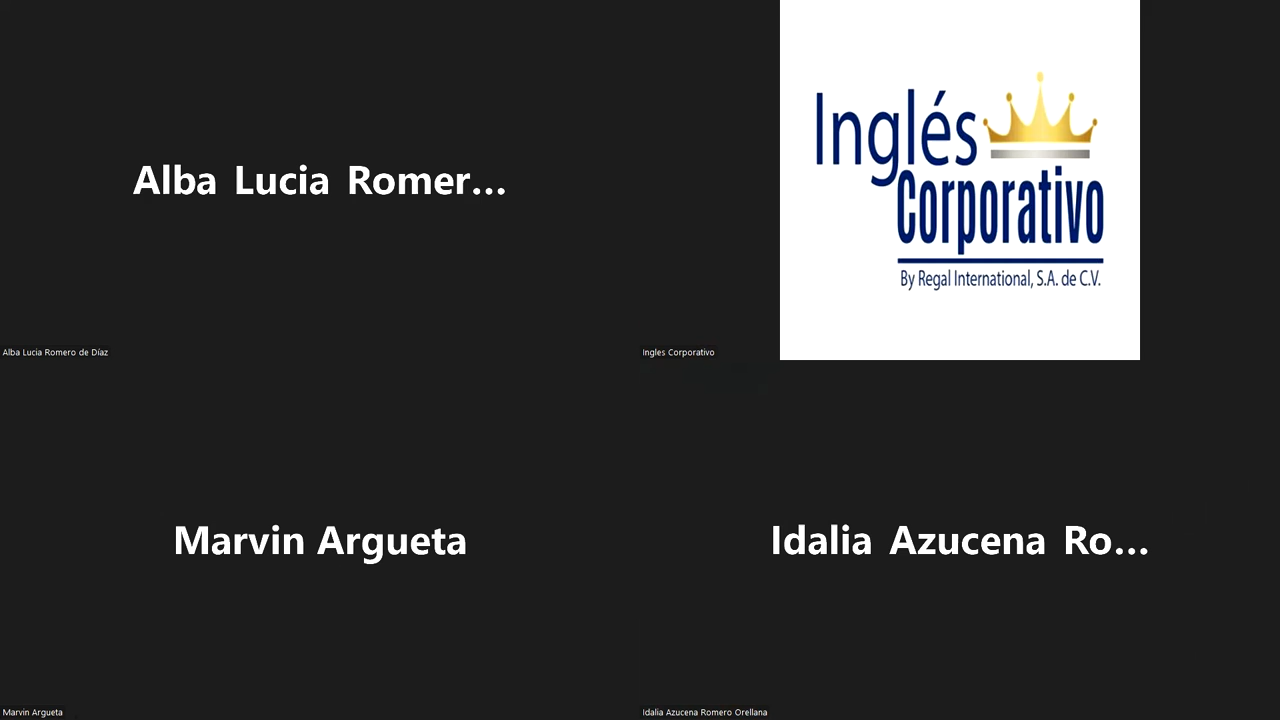 Alba Lucia Romer...
Alba Lucia Romero de Díaz
Inglés
Corporativo
By Regal International, S.A. de C.V.
Ingles Corporativo
Marvin Argueta
Marvin Argueta
Idalia Azucena Ro...
Idalia Azucena Romero Orellana